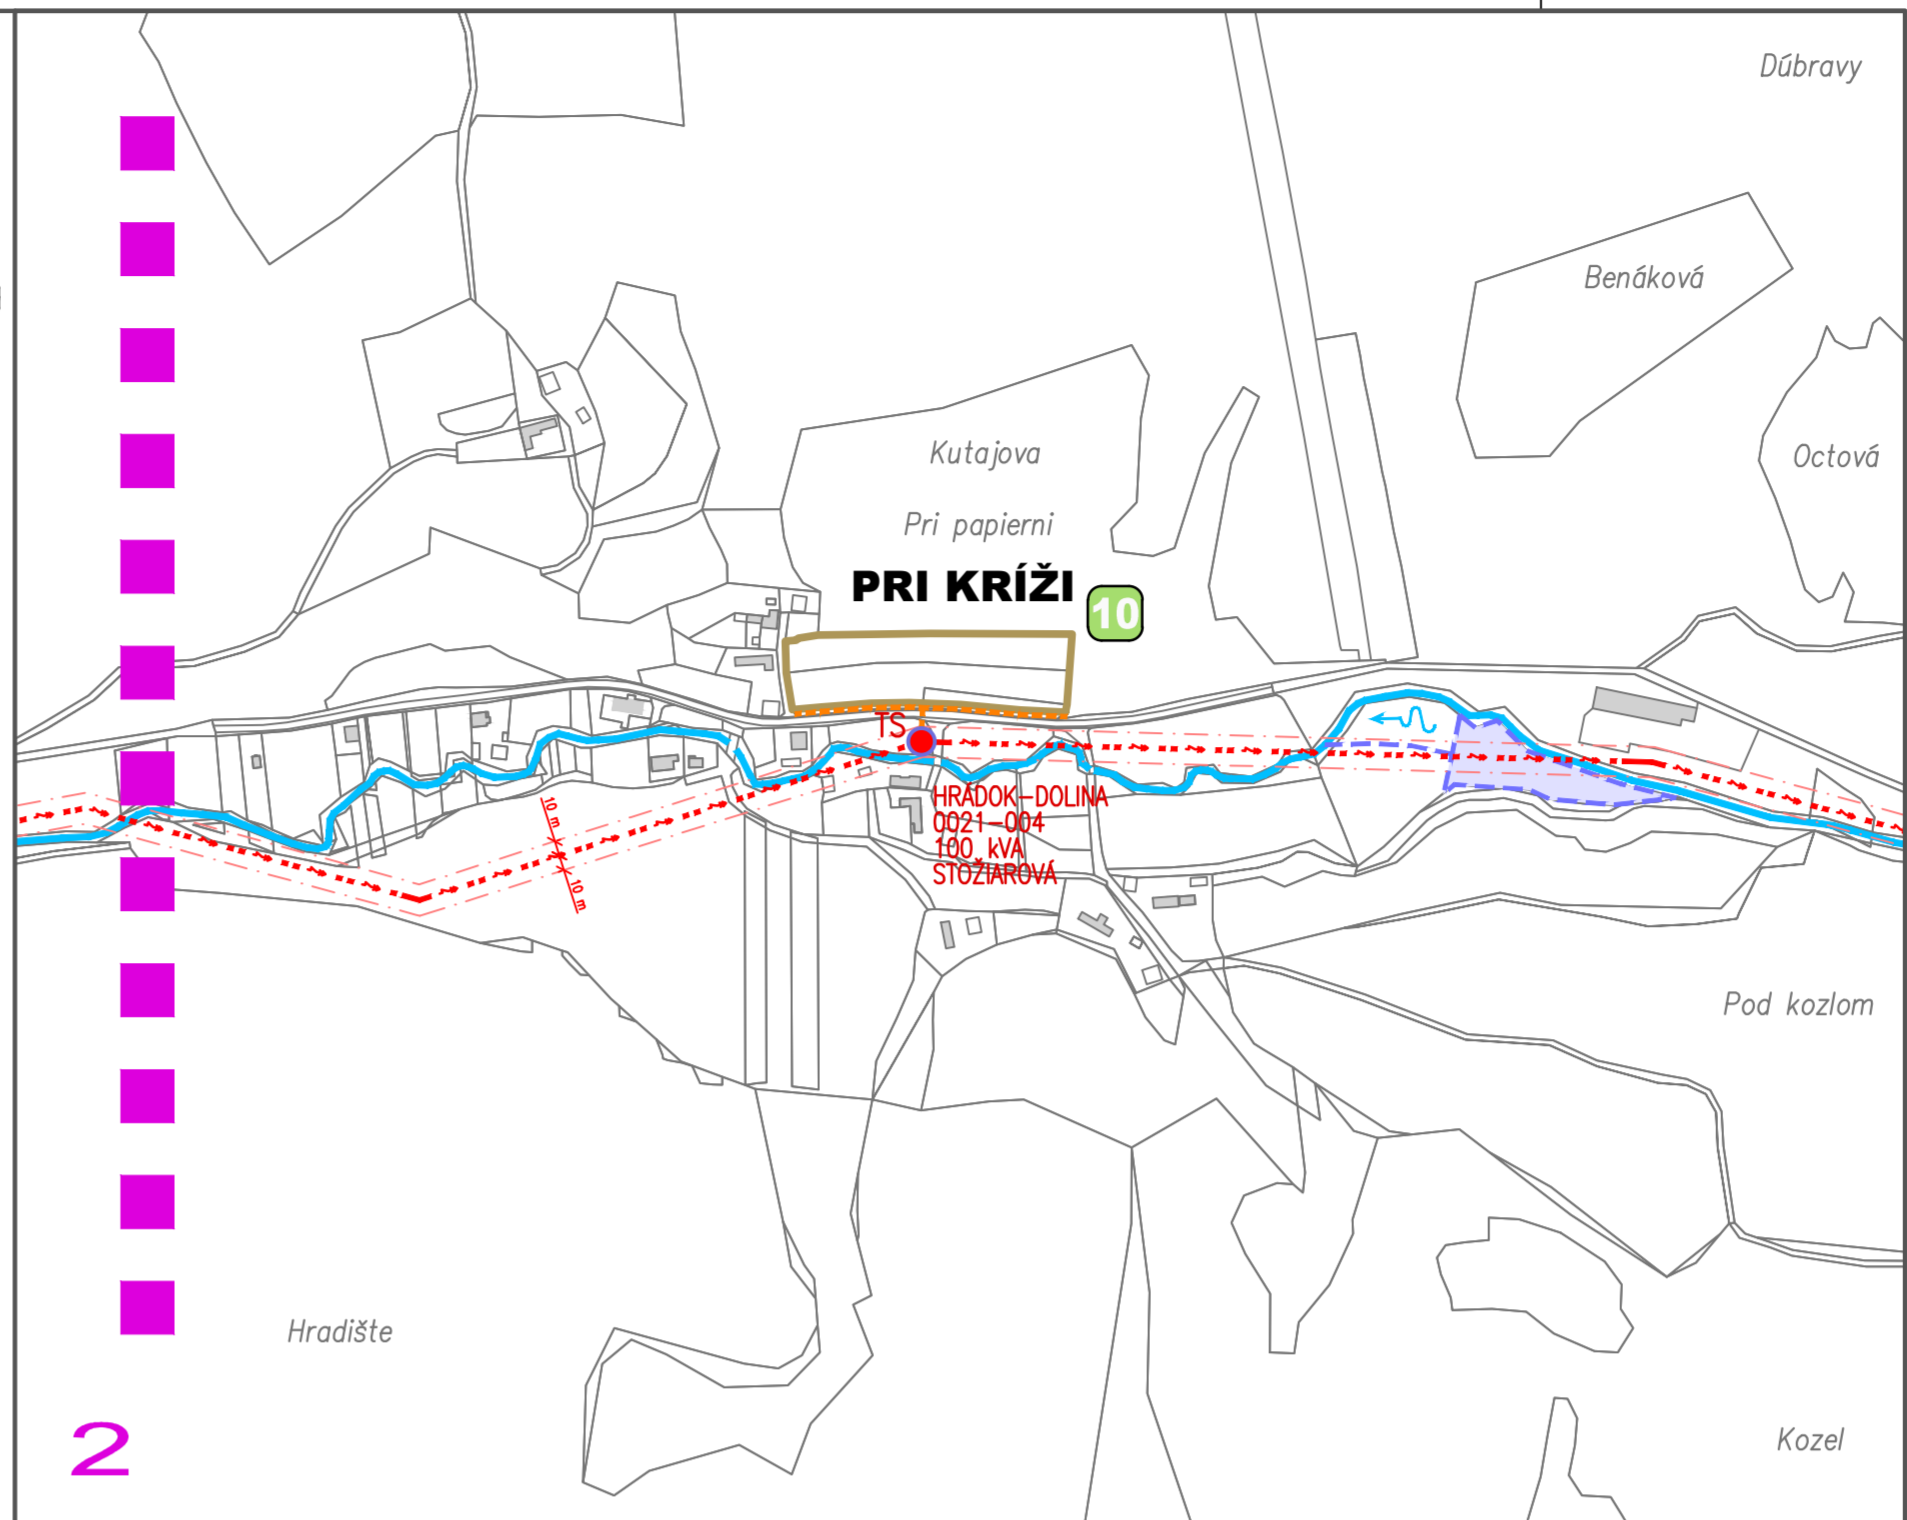 Dúbravy
Benáková
Kutajova
Octová
Pri papierni
PRI KRÍŽI
10
TS
HRÁDOK-DOLINA
0021-004
100 kVA
STOŽIAROVÁ
10 m
10 m
Pod kozlom
Hradište
2
Kozel